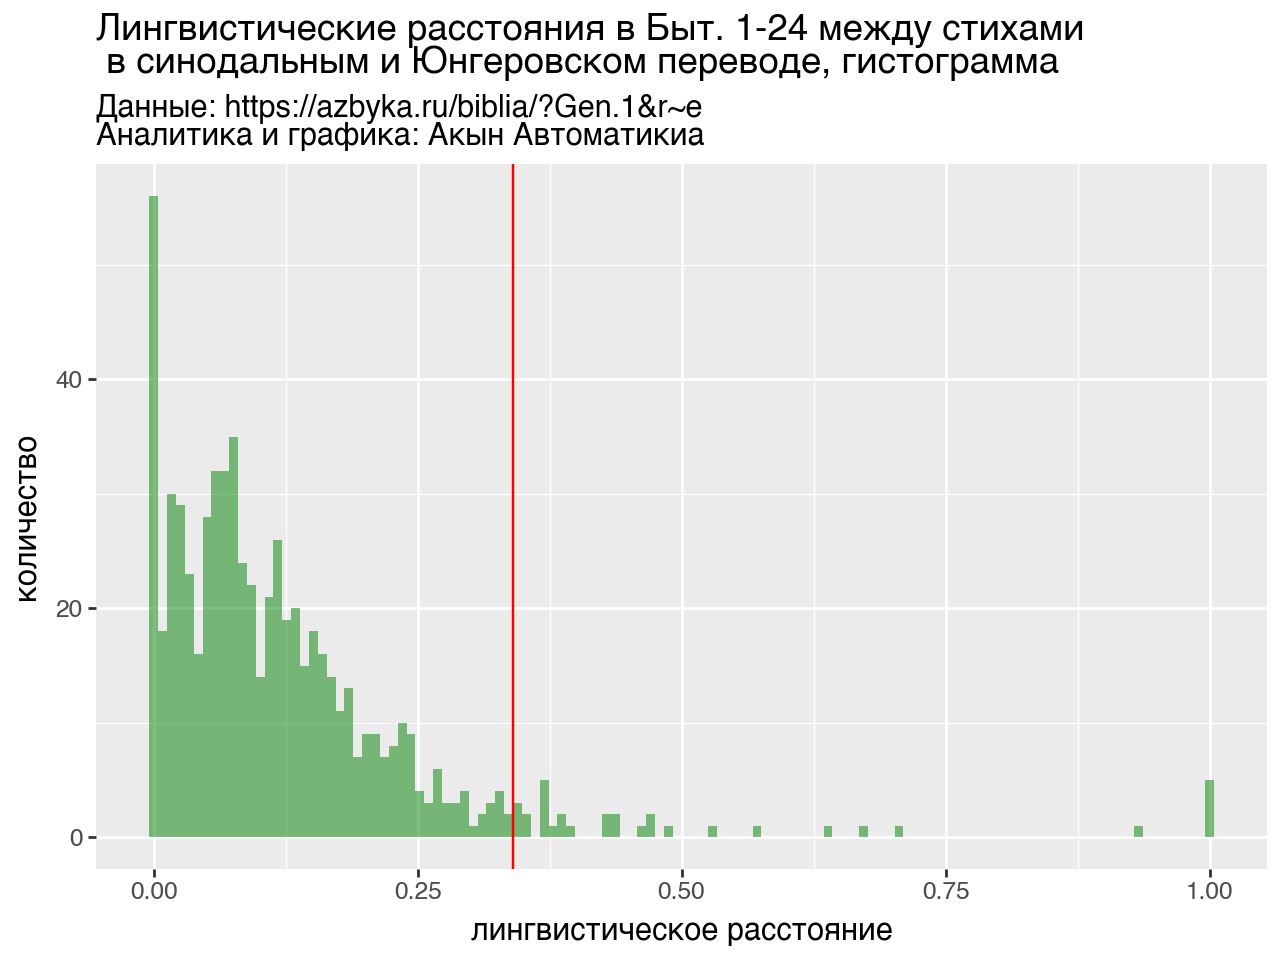 Лингвистические расстояния в Быт. 1-24 между стихами
в синодальным и Юнгеровском переводе, гистограмма
Данные: https://azbyka.ru/biblia/?Gen.1&r~e
Аналитика и графика: Акын Автоматикиа
количество
40
20
0
0.00 0.25 0.50 0.75 1.00
лингвистическое расстояние